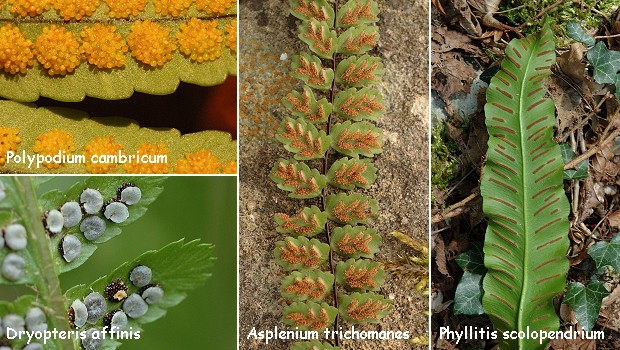 Polypodium cambricum
Dryopteris affinis
Asplenium trichomanes
Phyllitis scolopendrium